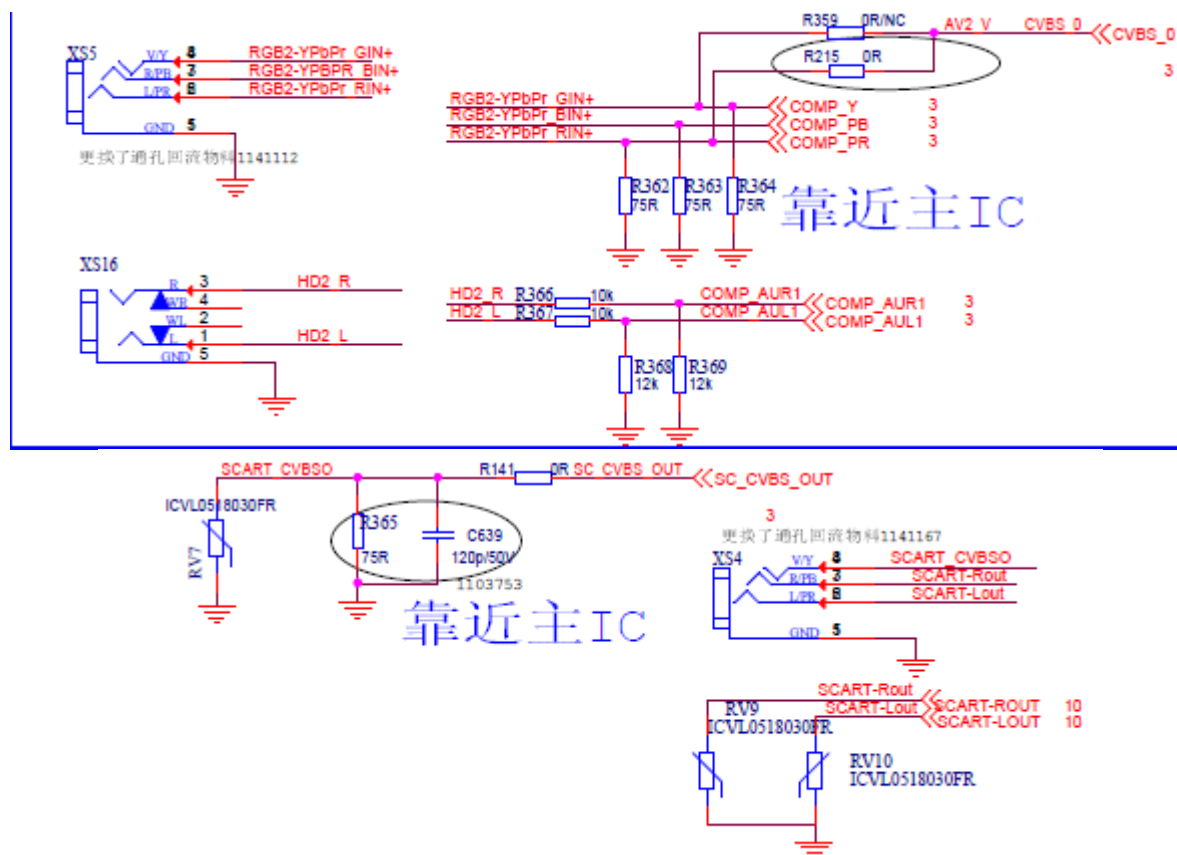 R359 0R/NC AV2_V CVBS_0
CVBS_0
XS5
V/Y 8 RGB2-YPbPr_GIN+
R/PB RGB2-YPBPR_BIN+
L/PR RGB2-YPbPr_RIN+
GND 5
R215 0R
3
更换了通孔回流物料1141112
RGB2-YPbPr_GIN+ COMP_Y 3
RGB2-YPbPr_BIN+ COMP_PB 3
RGB2-YPbPr_RIN+ COMP_PR 3
R362 R363 R364
75R 75R 75R
靠近主IC
XS16
R 3 HD2_R
WR 4
WL 2
L 1 HD2_L
GND 5
HD2_R R366 10k COMP_AUR1 COMP_AUR1 3
HD2_L R367 10k COMP_AUL1 COMP_AUL1 3
R368 R369
12k 12k
SCART_CVBSO R141 0R SC_CVBS_OUT SC_CVBS_OUT
ICVL0518030FR
RV7
R365
75R
C639
120p/50V
1103753
靠近主IC
3
更换了通孔回流物料1141167
XS4
V/Y SCART_CVBSO
R/PB SCART-Rout
L/PR SCART-Lout
GND 5
SCART-Rout SCART-ROUT 10
SCART-Lout SCART-LOUT 10
RV9
ICVL0518030FR
RV10
ICVL0518030FR